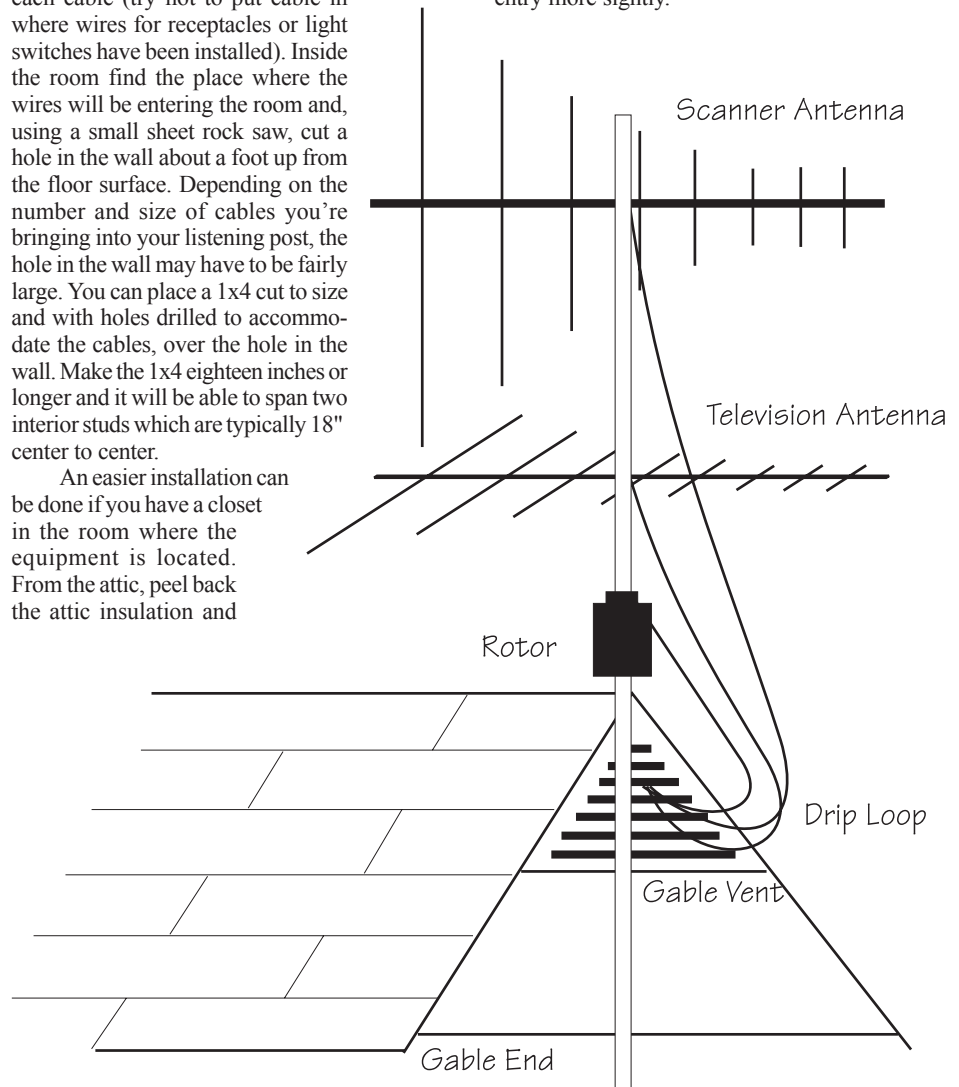 each cable (try not to put cable in
where wires for receptacles or light
switches have been installed). Inside
the room find the place where the
wires will be entering the room and,
using a small sheet rock saw, cut a
hole in the wall about a foot up from
the floor surface. Depending on the
number and size of cables you're
bringing into your listening post, the
hole in the wall may have to be fairly
large. You can place a 1x4 cut to size
and with holes drilled to accommo-
date the cables, over the hole in the
wall. Make the 1x4 eighteen inches or
longer and it will be able to span two
interior studs which are typically 18"
center to center.
An easier installation can
be done if you have a closet
in the room where the
equipment is located.
From the attic, peel back
the attic insulation and
entry more sightly.
Scanner Antenna
Television Antenna
Rotor
Drip Loop
Gable Vent
Gable End